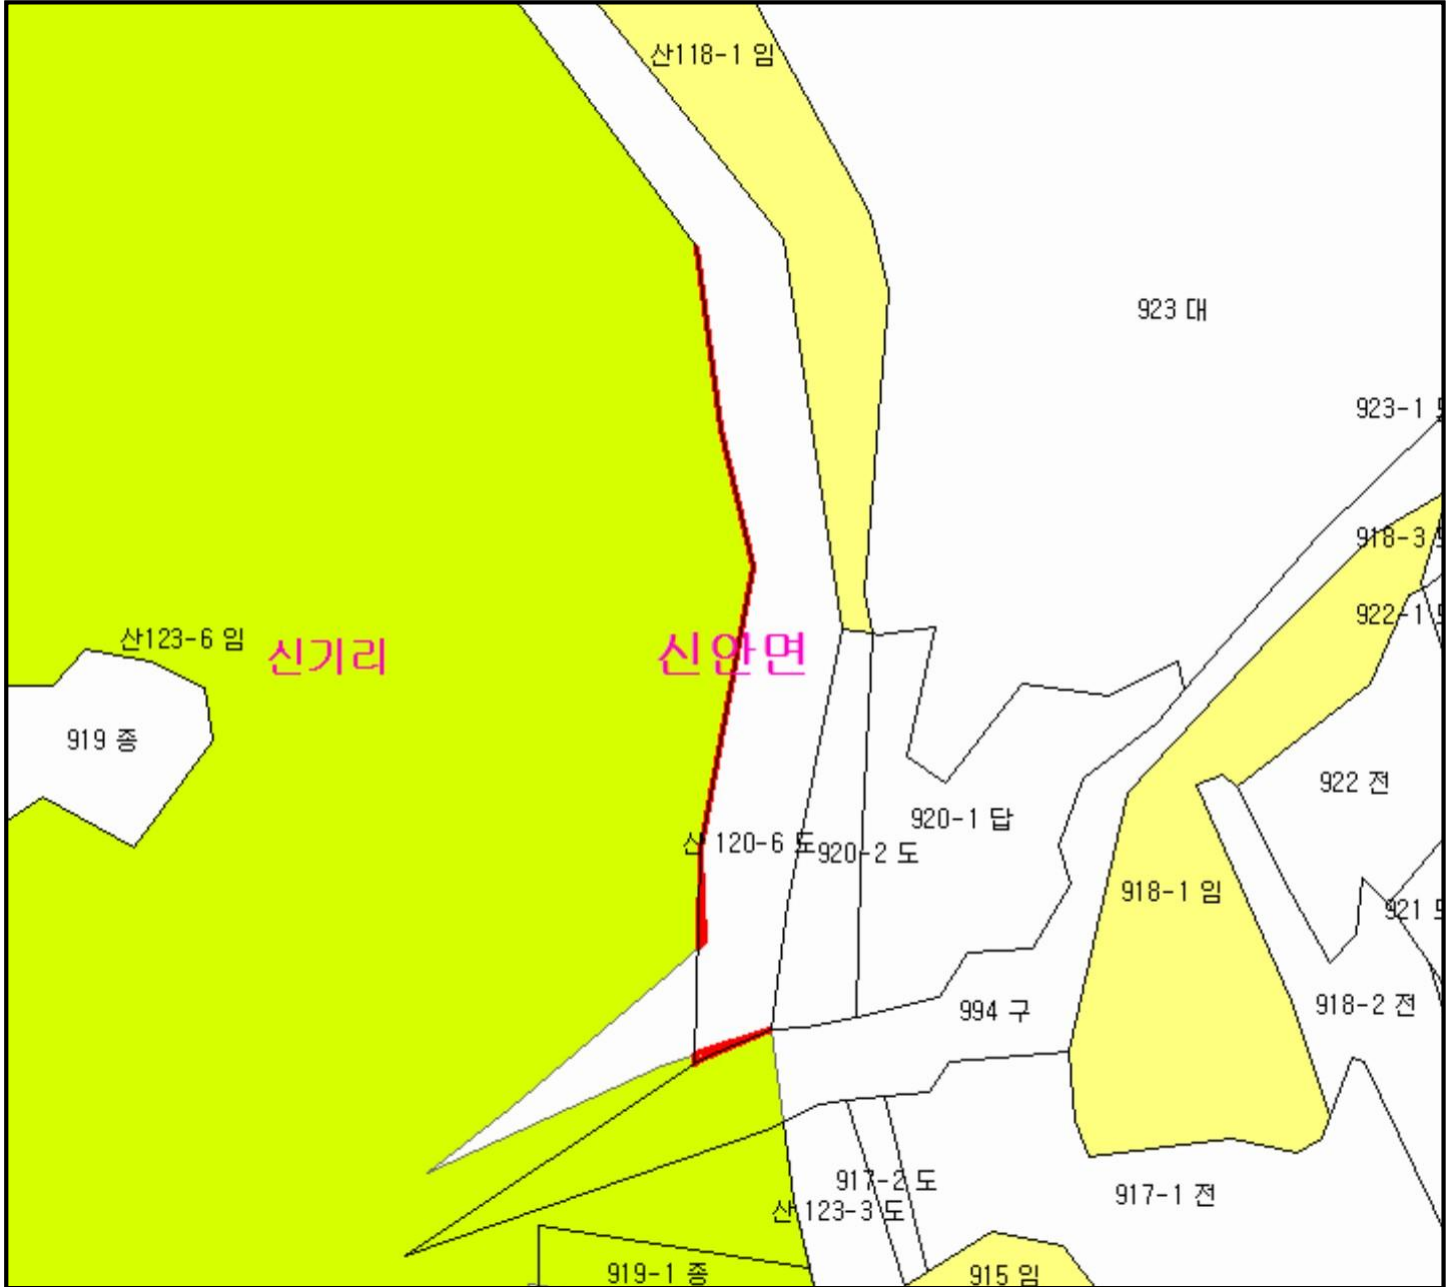 산118-1 임
923 대
923-1
918-3
922-1
산123-6 임
신기리
신안면
919 종
922 전
920-1 답
산 120-6 도
920-2 도
918-1 임
921
918-2 전
994 구
917-2 도
917-1 전
산 123-3 도
919-1 종
915 임